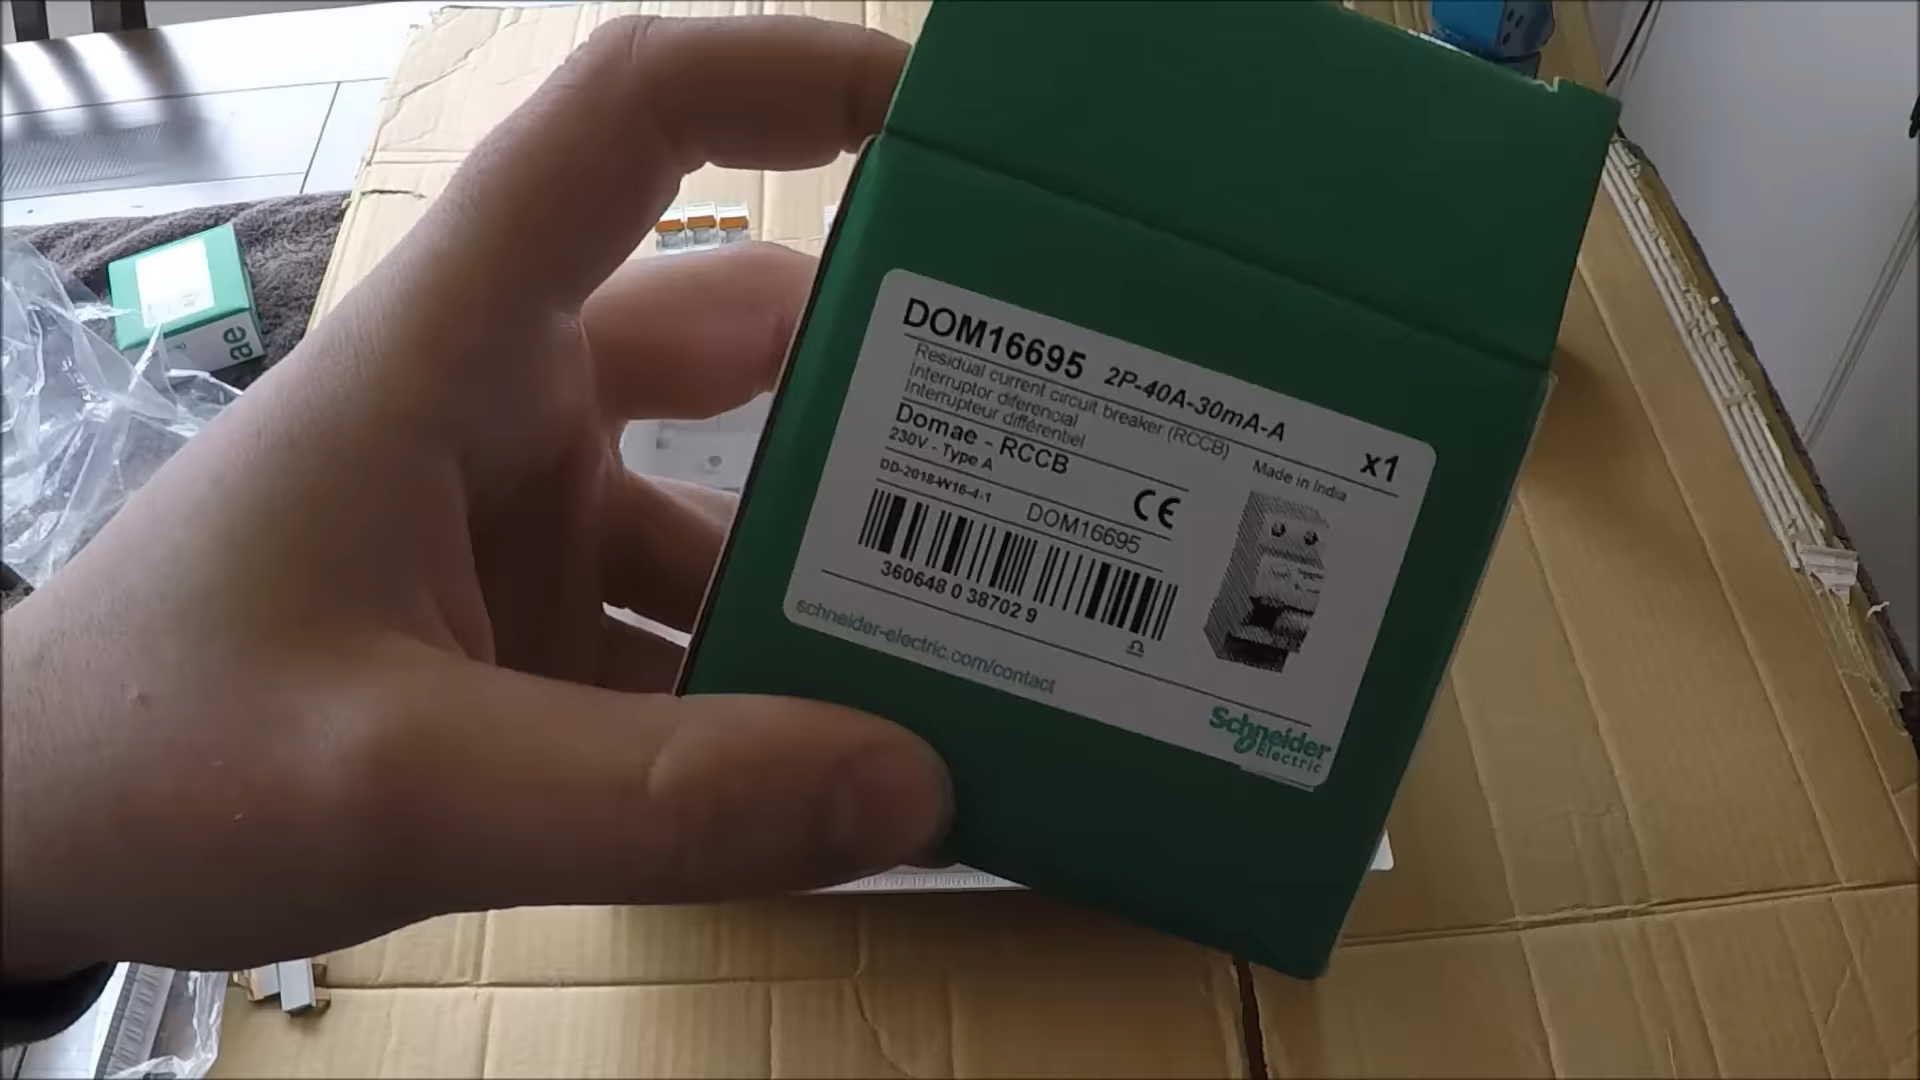 DOM16695 2P-40A-30mA-A
x1
Residual current circuit breaker (RCCB)
Interruptor diferencial
Interrupteur différentiel
Made in India
Domae - RCCB
230V - Type A
CE
DD-2018-W16-4-1
DOM16695
360648 0 38702 9
schneider-electric.com/contact
Schneider
Electric
ae